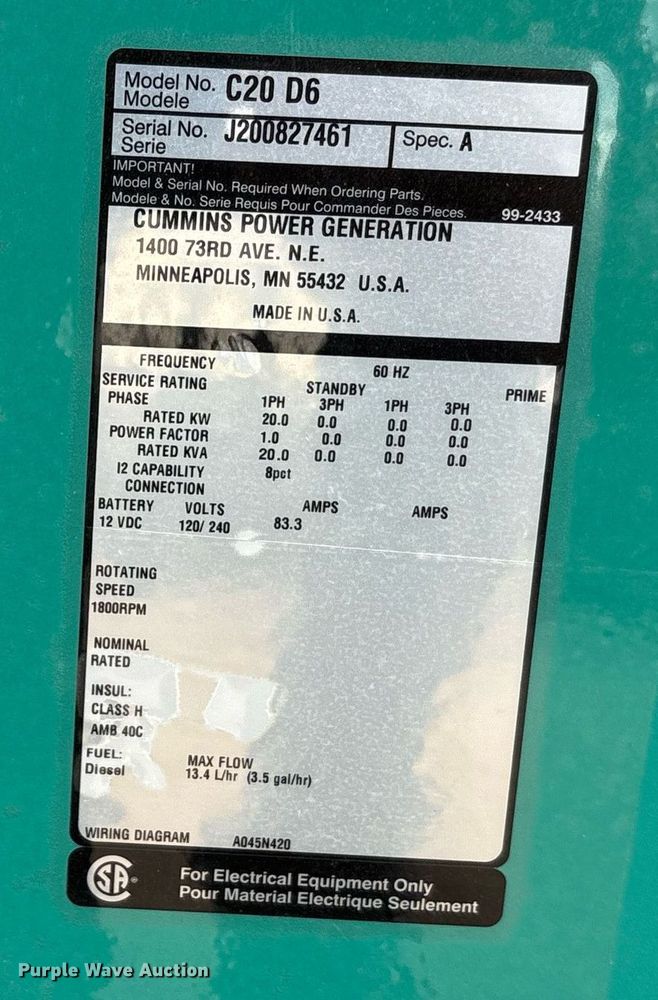 Model No. C20 D6
Modele
Serial No. J200827461 Spec. A
Serie
IMPORTANT!
Model & Serial No. Required When Ordering Parts.
Modele & No. Serie Requis Pour Commander Des Pieces. 99-2433
CUMMINS POWER GENERATION
1400 73RD AVE. N.E.
MINNEAPOLIS, MN 55432 U.S.A.
MADE IN U.S.A.
FREQUENCY 60 HZ
SERVICE RATING STANDBY PRIME
PHASE 1PH 3PH 1PH 3PH
RATED KW 20.0 0.0 0.0 0.0
POWER FACTOR 1.0 0.0 0.0 0.0
RATED KVA 20.0 0.0 0.0 0.0
I2 CAPABILITY 8pct
CONNECTION
BATTERY VOLTS AMPS AMPS
12 VDC 120/ 240 83.3
ROTATING
SPEED
1800RPM
NOMINAL
RATED
INSUL:
CLASS H
AMB 40C
FUEL: MAX FLOW
Diesel 13.4 L/hr (3.5 gal/hr)
WIRING DIAGRAM A045N420
SA ® For Electrical Equipment Only
Pour Material Electrique Seulement
Purple Wave Auction